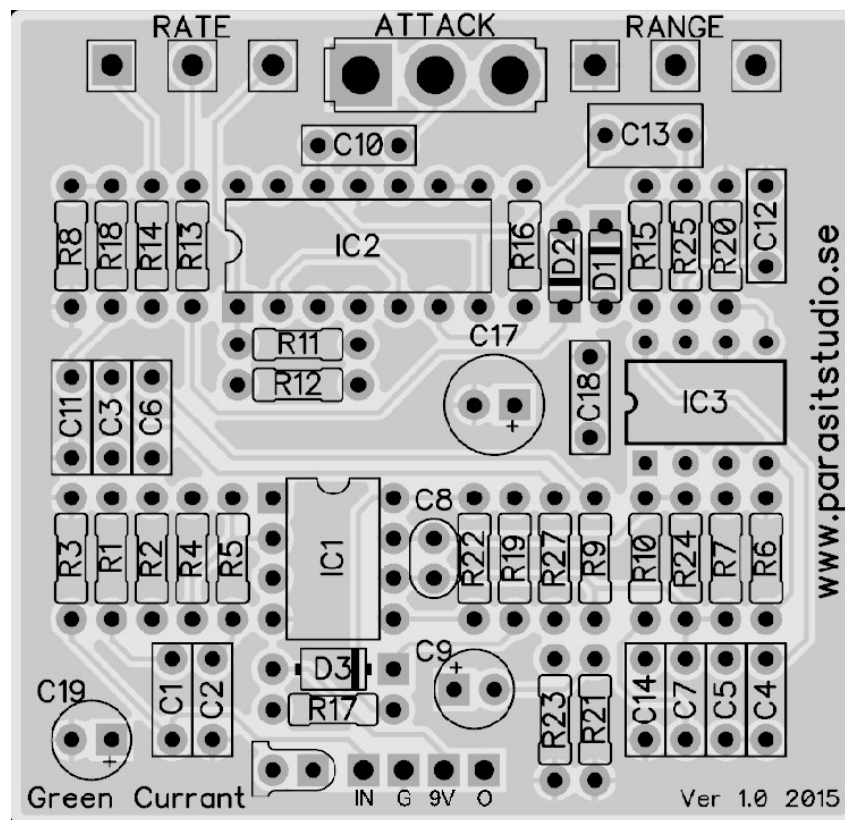 RATE ATTACK RANGE
C10 C13
R8 R18 R14 R13 IC2 R16 D2 D1 R15 R25 R20 C12
R11 C17
R12
C11 C3 C6 C18 IC3
+
www.parasitstudio.se
C8
R3 R1 R2 R4 R5 IC1 R22 R19 R27 R9 R10 R24 R7 R6
C9
D3 +
C19 C1 C2 R17 R23 R21 C14 C7 C5 C4
+
Green Currant IN G 9V O Ver 1.0 2015